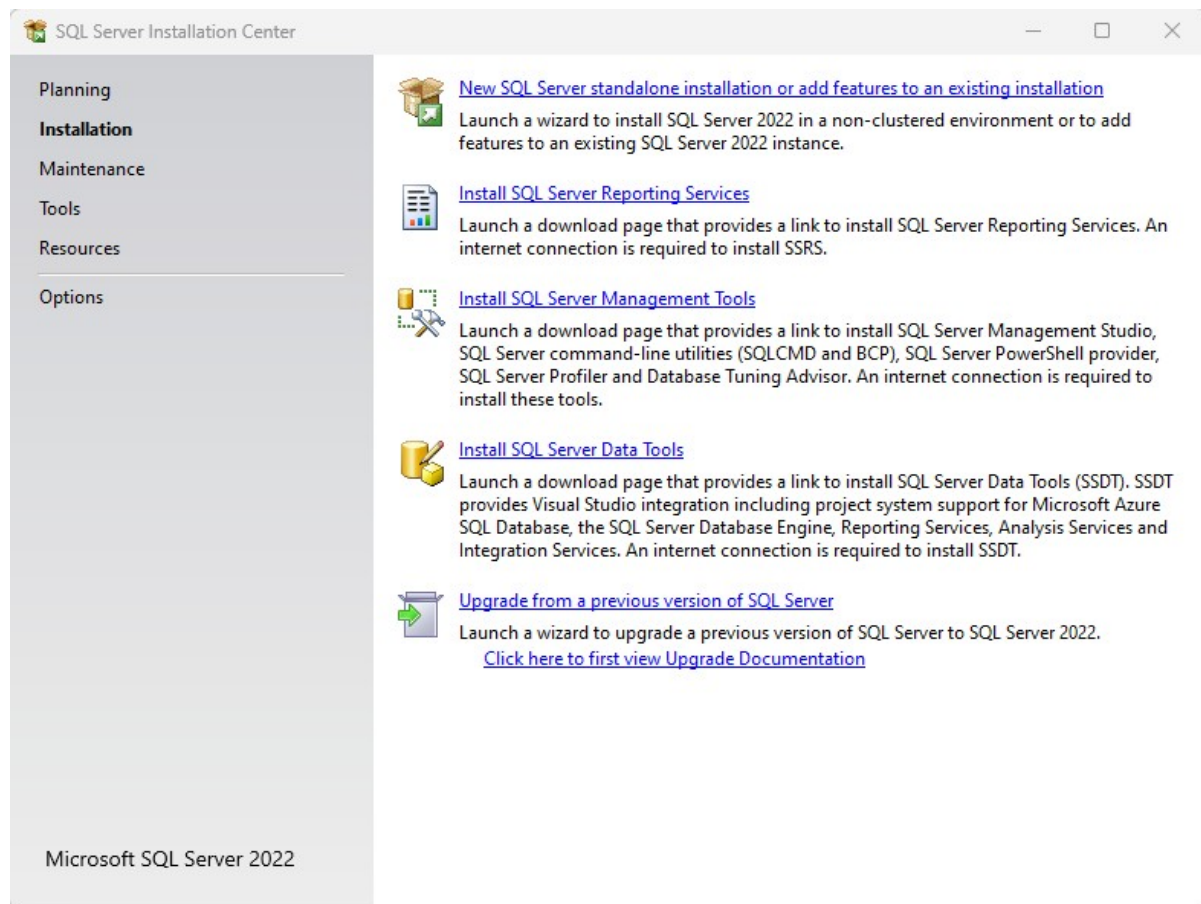 SQL Server Installation Center
Planning
Installation
Maintenance
Tools
Resources
Options
Microsoft SQL Server 2022
New SQL Server standalone installation or add features to an existing installation
Launch a wizard to install SQL Server 2022 in a non-clustered environment or to add
features to an existing SQL Server 2022 instance.
Install SQL Server Reporting Services
Launch a download page that provides a link to install SQL Server Reporting Services. An
internet connection is required to install SSRS.
Install SQL Server Management Tools
Launch a download page that provides a link to install SQL Server Management Studio,
SQL Server command-line utilities (SQLCMD and BCP), SQL Server PowerShell provider,
SQL Server Profiler and Database Tuning Advisor. An internet connection is required to
install these tools.
Install SQL Server Data Tools
Launch a download page that provides a link to install SQL Server Data Tools (SSDT). SSDT
provides Visual Studio integration including project system support for Microsoft Azure
SQL Database, the SQL Server Database Engine, Reporting Services, Analysis Services and
Integration Services. An internet connection is required to install SSDT.
Upgrade from a previous version of SQL Server
Launch a wizard to upgrade a previous version of SQL Server to SQL Server 2022.
Click here to first view Upgrade Documentation